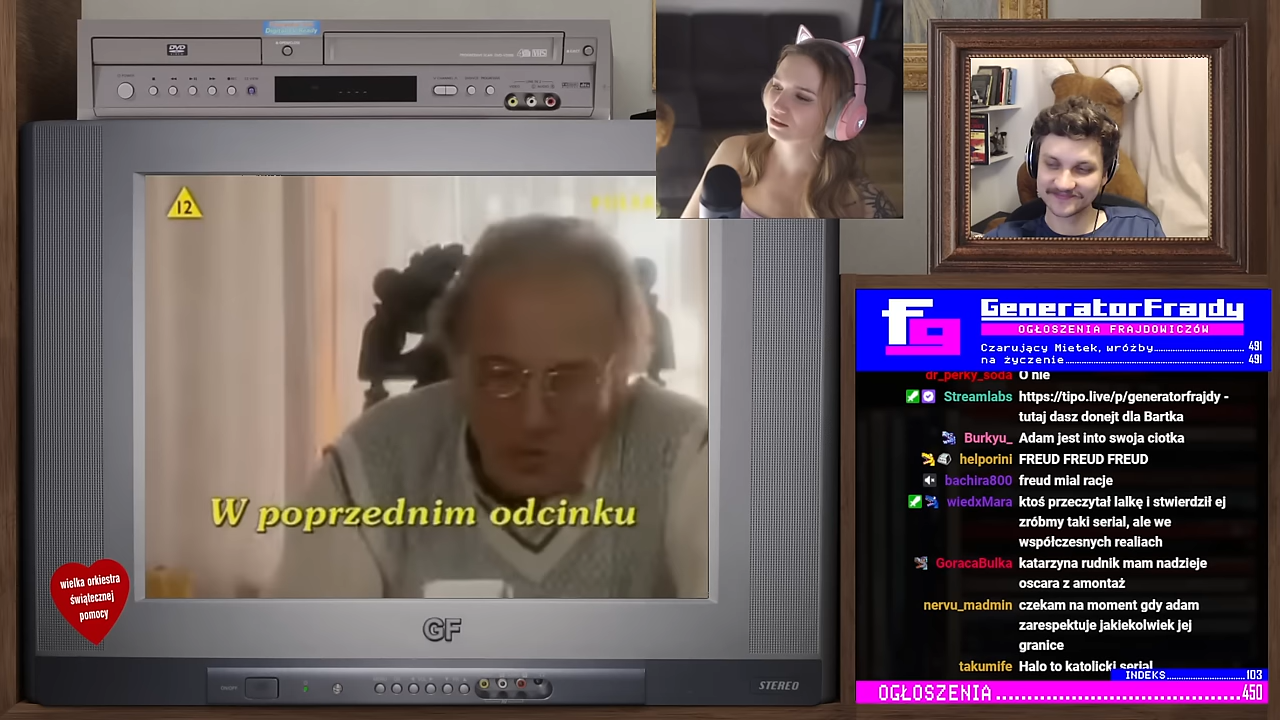 DVD
12
W poprzednim odcinku
wielka orkiestra
świątecznej
pomocy
GF
STEREO
GeneratorFrajdy
OGŁOSZENIA FRAJDOWICZÓW
Czarujący Mietek, wróżby 491
na życzenie 491
dr_perky_soda O nie
Streamlabs https://tipo.live/p/generatorfrajdy -
tutaj dasz donejt dla Bartka
Burkyu_ Adam jest into swoja ciotka
helporini FREUD FREUD FREUD
bachira800 freud mial racje
wiedxMara ktoś przeczytał lalkę i stwierdził ej
zróbmy taki serial, ale we
współczesnych realiach
GoracaBulka katarzyna rudnik mam nadzieje
oscara z amontaż
nervu_madmin czekam na moment gdy adam
zarespektuje jakiekolwiek jej
granice
takumife Halo to katolicki serial
INDEKS 103
OGŁOSZENIA 450